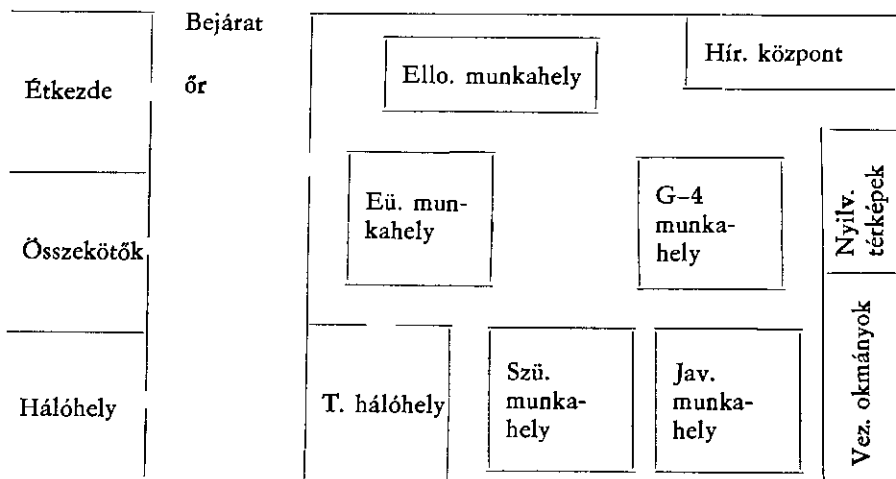 Bejárat
őr
Étkezde
Összekötők
Hálóhely
Ello. munkahely
Hír. központ
Eü. mun-
kahely
G–4
munka-
hely
Nyilv.
térképek
T. hálóhely
Szü.
munka-
hely
Jav.
munka-
hely
Vez. okmányok